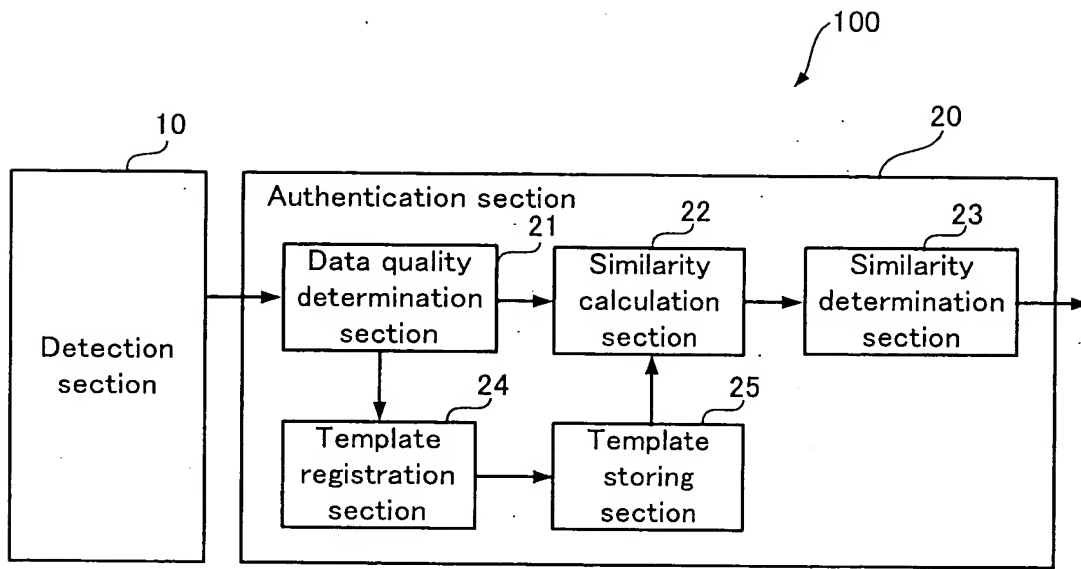 100
10
20
Authentication section
21
22
23
Data quality
determination
section
Similarity
calculation
section
Similarity
determination
section
Detection
section
24
25
Template
registration
section
Template
storing
section